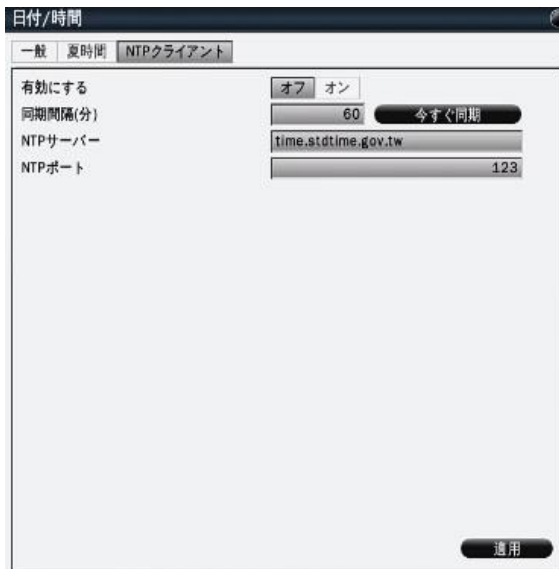 日付/時間
一般 夏時間 NTPクライアント
有効にする オフ オン
同期間隔(分) 60 今すぐ同期
NTPサーバー time.stdtime.gov.tw
NTPポート 123
適用